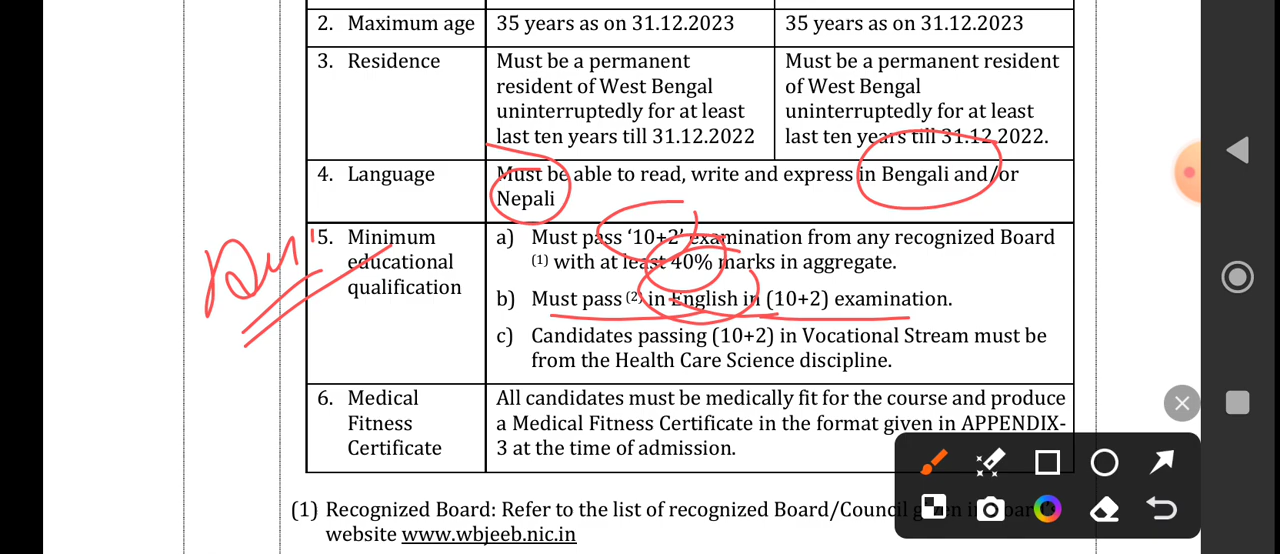 2. Maximum age 35 years as on 31.12.2023 35 years as on 31.12.2023
3. Residence Must be a permanent Must be a permanent resident
resident of West Bengal of West Bengal
uninterruptedly for at least uninterruptedly for at least
last ten years till 31.12.2022 last ten years till 31.12.2022.
4. Language Must be able to read, write and express in Bengali and/or
Nepali
5. Minimum a) Must pass ‘10+2’ examination from any recognized Board
educational (1) with at least 40% marks in aggregate.
qualification b) Must pass (2) in English in (10+2) examination.
c) Candidates passing (10+2) in Vocational Stream must be
from the Health Care Science discipline.
6. Medical All candidates must be medically fit for the course and produce
Fitness a Medical Fitness Certificate in the format given in APPENDIX-
Certificate 3 at the time of admission.
(1) Recognized Board: Refer to the list of recognized Board/Council
website www.wbjeeb.nic.in